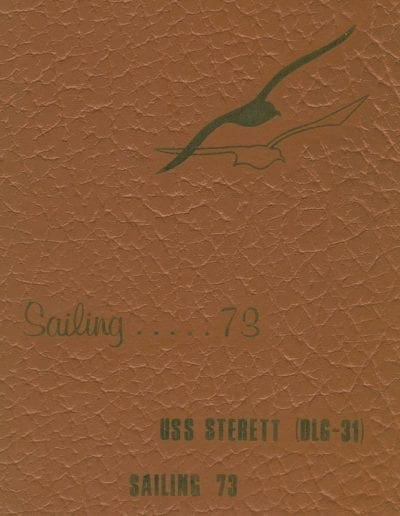 Sailing ..... 73
USS STERETT (DLG-31)
SAILING 73